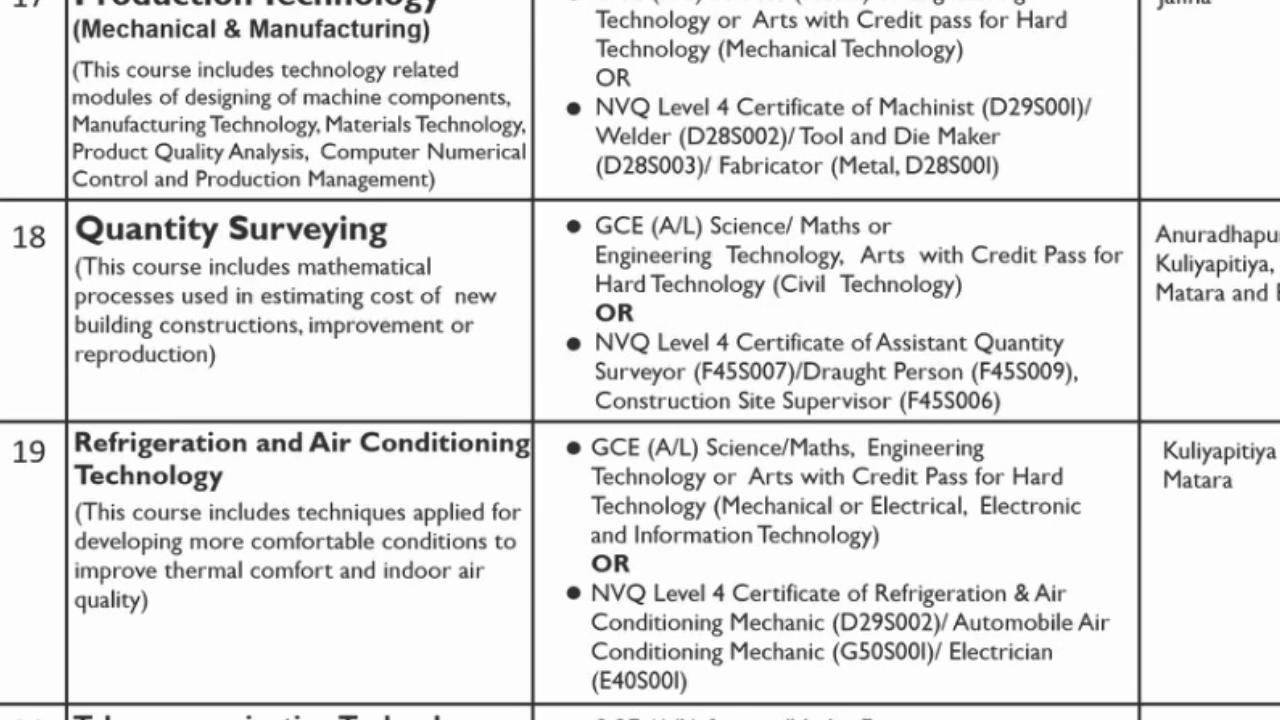 17
Production Technology
(Mechanical & Manufacturing)
(This course includes technology related
modules of designing of machine components,
Manufacturing Technology, Materials Technology,
Product Quality Analysis, Computer Numerical
Control and Production Management)
Technology or Arts with Credit pass for Hard
Technology (Mechanical Technology)
OR
● NVQ Level 4 Certificate of Machinist (D29S001)/
Welder (D28S002)/ Tool and Die Maker
(D28S003)/ Fabricator (Metal, D28S001)
18
Quantity Surveying
(This course includes mathematical
processes used in estimating cost of new
building constructions, improvement or
reproduction)
● GCE (A/L) Science/ Maths or
Engineering Technology, Arts with Credit Pass for
Hard Technology (Civil Technology)
OR
● NVQ Level 4 Certificate of Assistant Quantity
Surveyor (F45S007)/Draught Person (F45S009),
Construction Site Supervisor (F45S006)
Kuliyapitiya,
Matara and
19
Refrigeration and Air Conditioning
Technology
(This course includes techniques applied for
developing more comfortable conditions to
improve thermal comfort and indoor air
quality)
● GCE (A/L) Science/Maths, Engineering
Technology or Arts with Credit Pass for Hard
Technology (Mechanical or Electrical, Electronic
and Information Technology)
OR
● NVQ Level 4 Certificate of Refrigeration & Air
Conditioning Mechanic (D29S002)/ Automobile Air
Conditioning Mechanic (G50S001)/ Electrician
(E40S001)
Kuliyapitiya
Matara